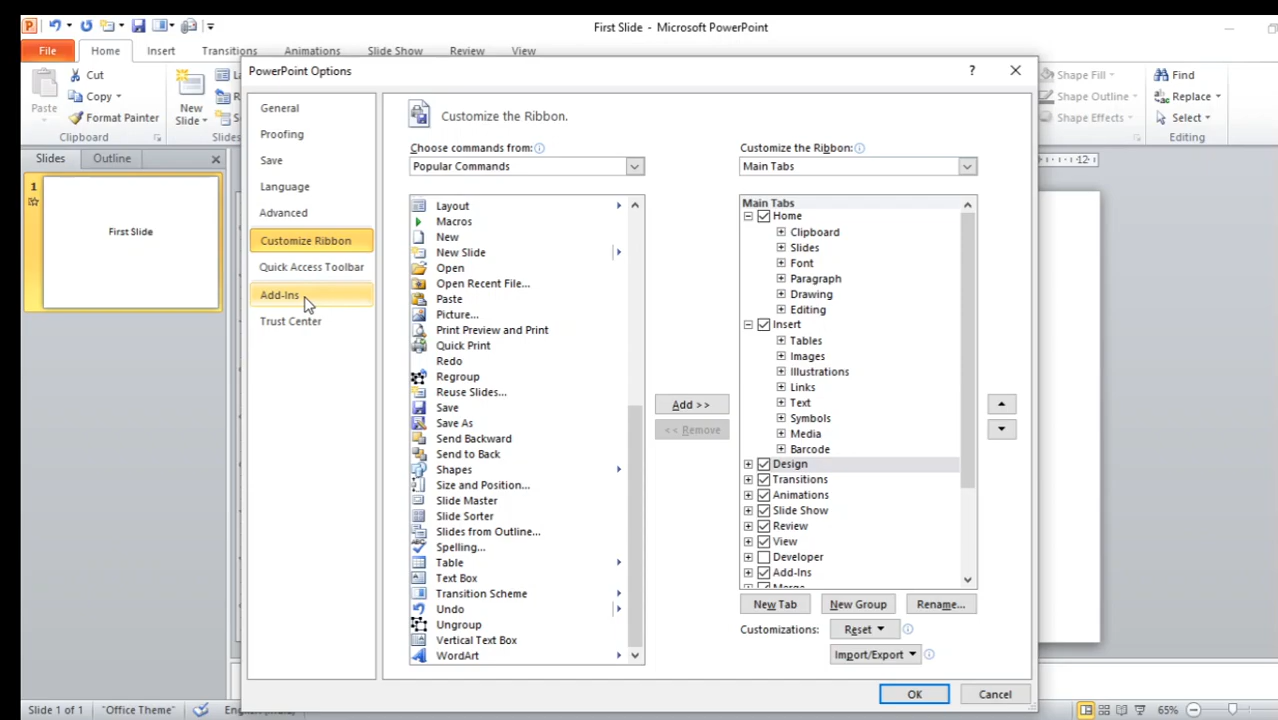 First Slide - Microsoft PowerPoint
File Home Insert Transitions Animations Slide Show Review View
Paste
Cut
Copy
Format Painter
Clipboard
New
Slide
Slides
Shape Fill
Shape Outline
Shape Effects
Find
Replace
Select
Editing
Slides Outline
1
First Slide
12
PowerPoint Options
?
General
Proofing
Save
Language
Advanced
Customize Ribbon
Quick Access Toolbar
Add-Ins
Trust Center
Customize the Ribbon.
Choose commands from:
Popular Commands
Layout
Macros
New
New Slide
Open
Open Recent File...
Paste
Picture...
Print Preview and Print
Quick Print
Redo
Regroup
Reuse Slides...
Save
Save As
Send Backward
Send to Back
Shapes
Size and Position...
Slide Master
Slide Sorter
Slides from Outline...
Spelling...
Table
Text Box
Transition Scheme
Undo
Ungroup
Vertical Text Box
WordArt
Add >>
<< Remove
Customize the Ribbon:
Main Tabs
Main Tabs
Home
Clipboard
Slides
Font
Paragraph
Drawing
Editing
Insert
Tables
Images
Illustrations
Links
Text
Symbols
Media
Barcode
Design
Transitions
Animations
Slide Show
Review
View
Developer
Add-Ins
New Tab New Group Rename...
Customizations: Reset
Import/Export
OK Cancel
Slide 1 of 1 "Office Theme" 65%